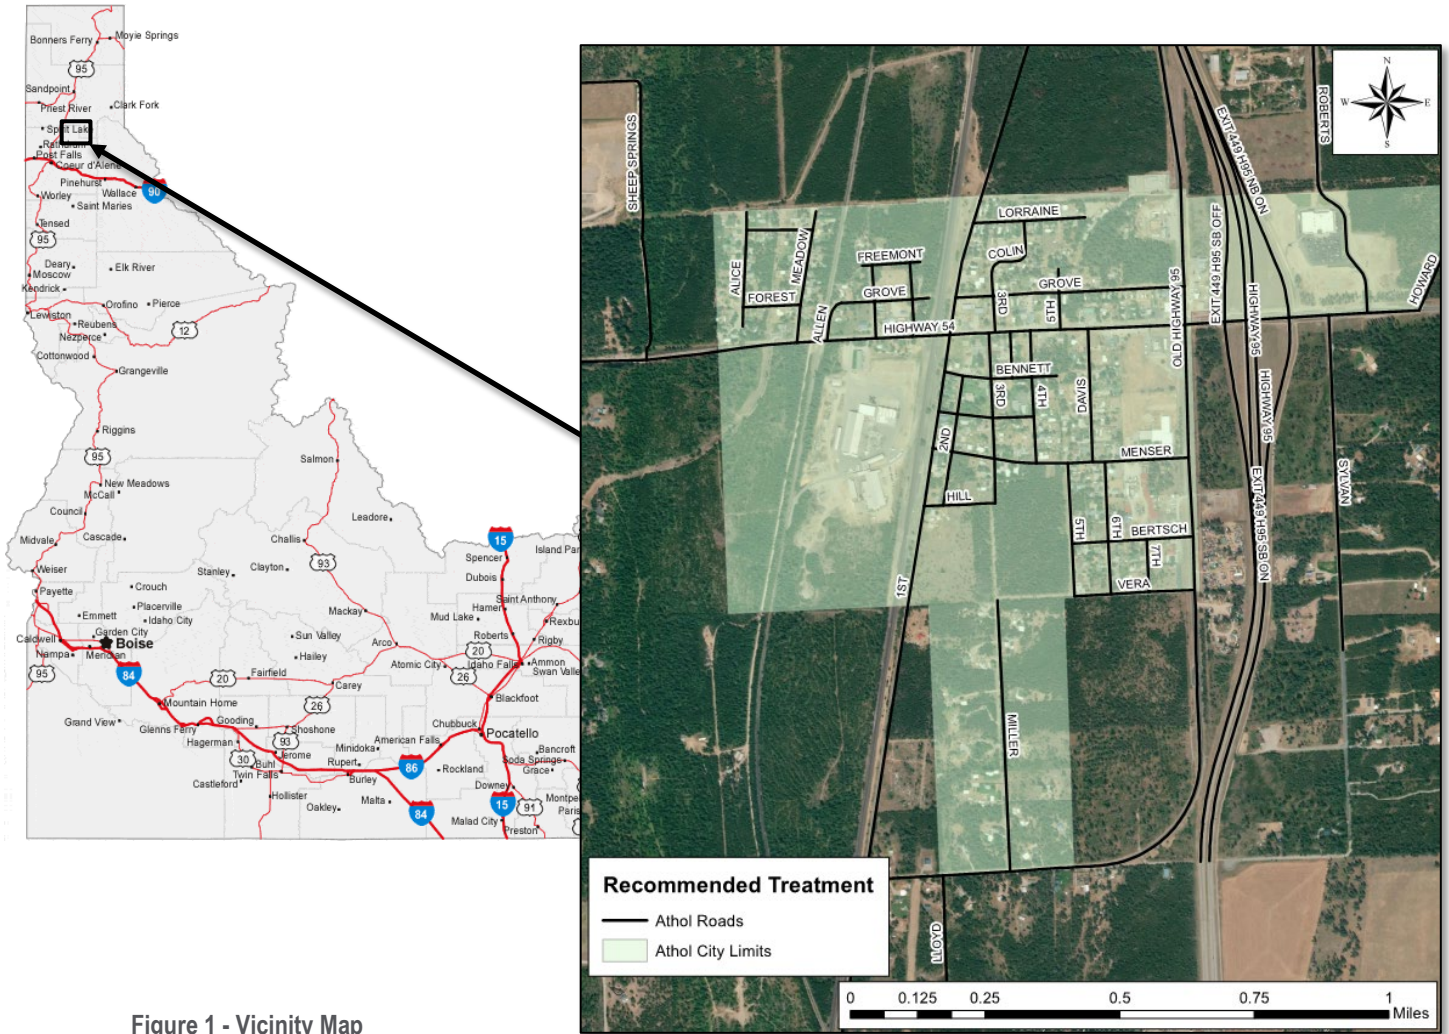 Moyie Springs
Bonners Ferry
95
Sandpoint
Priest River
Clark Fork
Spirit Lake
Rathdrum
Post Falls
Coeur d'Alene
Pinehurst
Wallace
90
Worley
Saint Maries
Tensed
95
Deary
Elk River
Moscow
Kendrick
Orofino
Pierce
Lewiston
Reubens
12
Nezperce
Cottonwood
Grangeville
Riggins
95
Salmon
New Meadows
McCall
Council
Leadore
Midvale
Cascade
Challis
15
Island Par
Spencer
Weiser
Stanley
Clayton
93
Dubois
Payette
Crouch
Saint Anthony
Placerville
Mackay
Hamer
Emmett
Idaho City
Mud Lake
Rexbu
Garden City
Caldwell
Boise
Sun Valley
Arco
Roberts
Rigby
Nampa
Meridian
Hailey
20
Atomic City
Idaho Falls
Ammon
95
84
20
Fairfield
26
Swan Valle
Carey
Blackfoot
Mountain Home
26
Grand View
Gooding
Chubbuck
Glenns Ferry
Shoshone
Pocatello
Hagerman
93
American Falls
Minidoka
Bancroft
30
Jerome
Buhl
Rupert
86
Rockland
Soda Springs
Grace
Twin Falls
Castleford
Burley
Downey
Hollister
Malta
Oakley
84
15
91
Montpe
Paris
Malad City
Preston
N
W
E
S
ROBERTS
SHEEP SPRINGS
EXIT 449 H95 NB ON
EXIT 449 H95 SB OFF
LORRAINE
ALICE
MEADOW
FREEMONT
COLIN
FOREST
GROVE
GROVE
3RD
5TH
OLD HIGHWAY 95
HIGHWAY 95
HOWARD
ALLEN
HIGHWAY 54
BENNETT
3RD
4TH
DAVIS
HIGHWAY 95
2ND
MENSER
SYLVAN
HILL
EXIT 449 H95 SB ON
5TH
6TH
BERTSCH
7TH
1ST
VERA
MILLER
LLOYD
Recommended Treatment
Athol Roads
Athol City Limits
0 0.125 0.25 0.5 0.75 1
Miles
Figure 1 - Vicinity Map